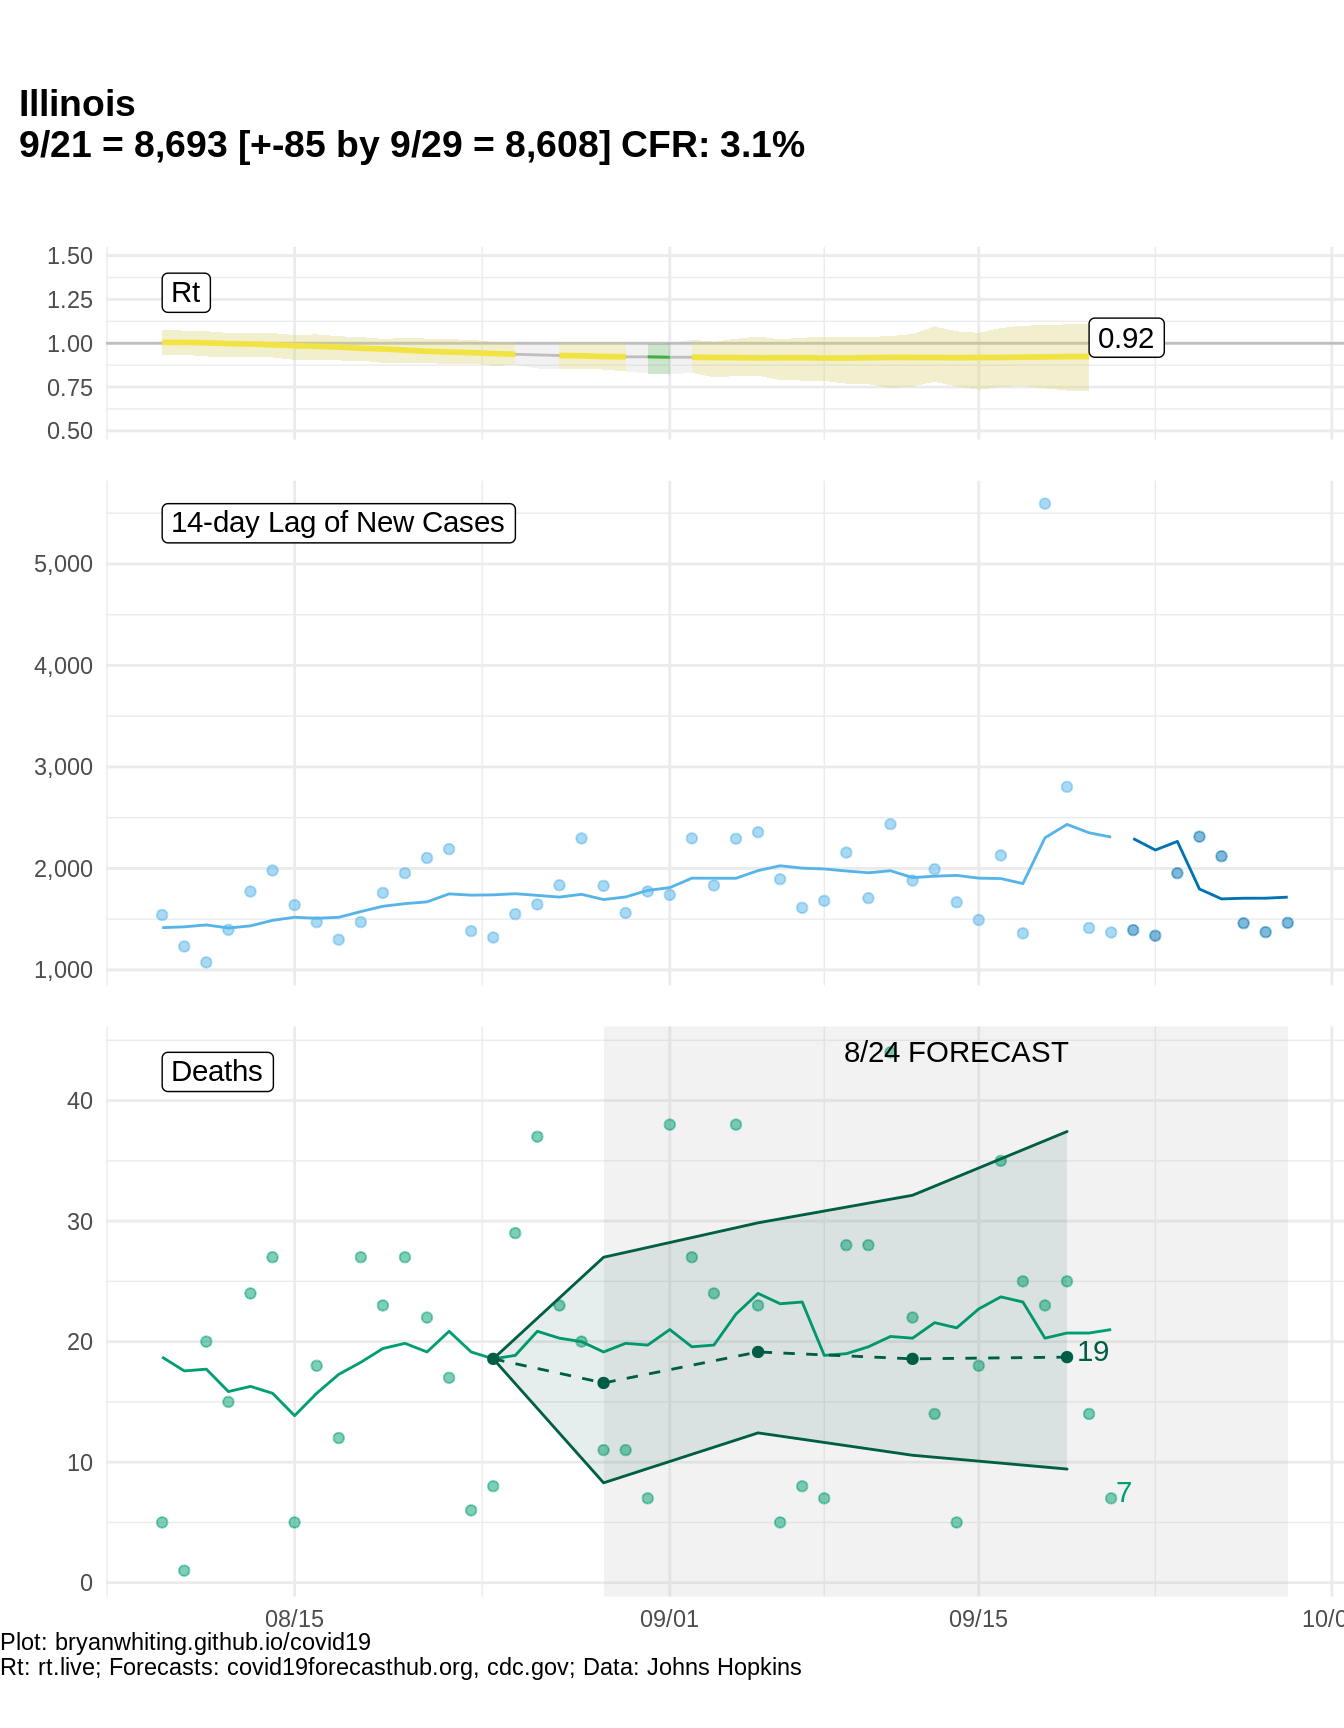 Illinois
9/21 = 8,693 [+-85 by 9/29 = 8,608] CFR: 3.1%
1.50
1.25
1.00
0.75
0.50
Rt
0.92
14-day Lag of New Cases
5,000
4,000
3,000
2,000
1,000
Deaths
8/24 FORECAST
40
30
20
10
0
19
7
08/15
09/01
09/15
10/0
Plot: bryanwhiting.github.io/covid19
Rt: rt.live; Forecasts: covid19forecasthub.org, cdc.gov; Data: Johns Hopkins